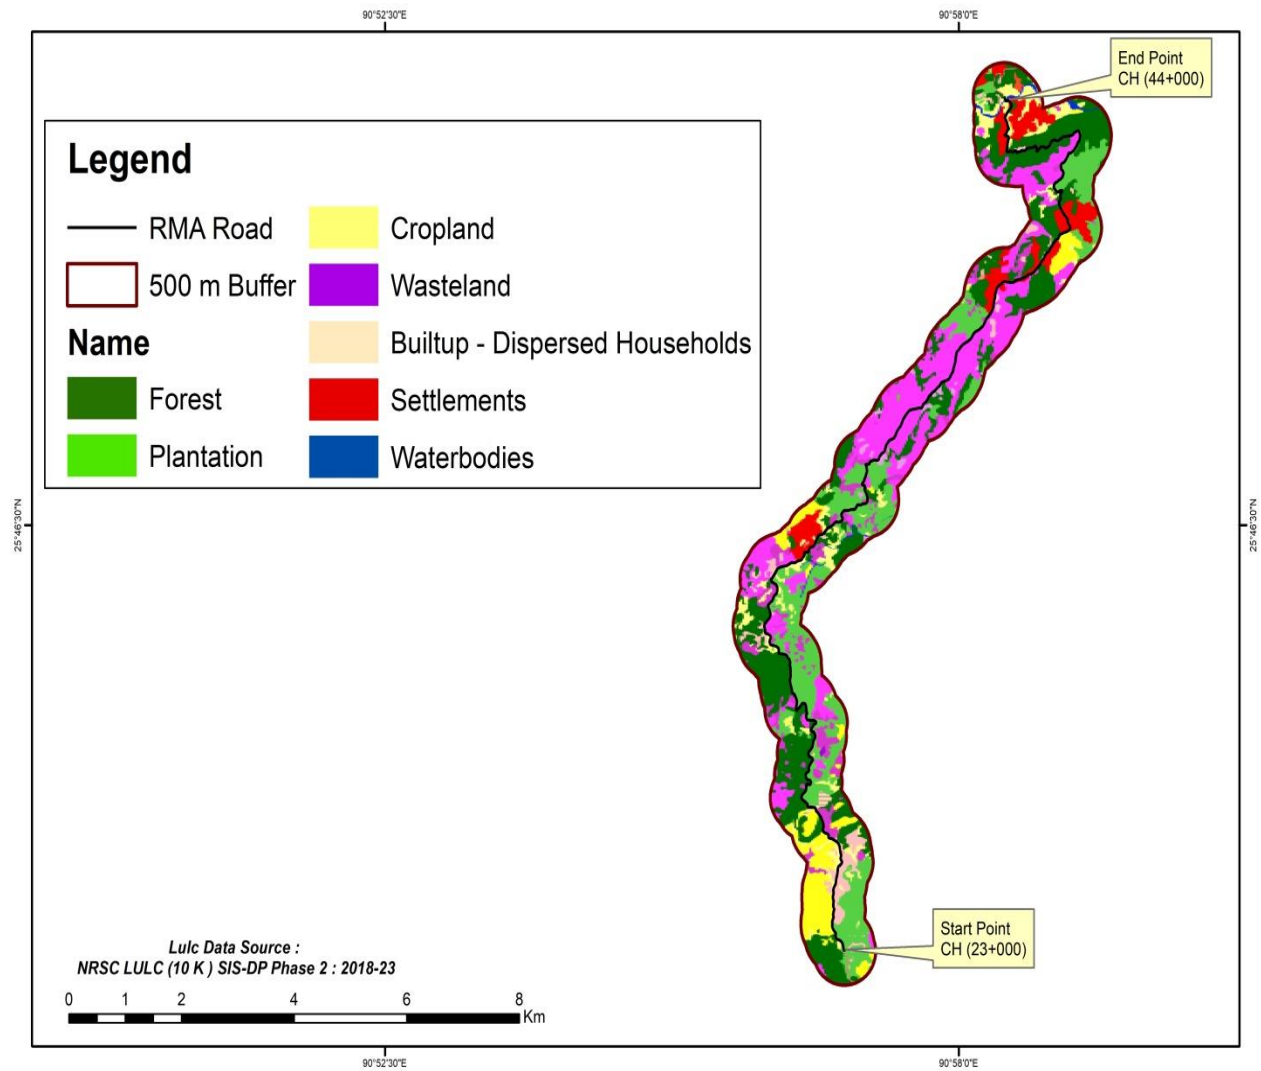 90°52'30"E
90°58'0"E
End Point
CH (44+000)
Legend
RMA Road
500 m Buffer
Name
Forest
Plantation
Cropland
Wasteland
Builtup - Dispersed Households
Settlements
Waterbodies
25°46'30"N
25°46'30"N
Start Point
CH (23+000)
Lulc Data Source :
NRSC LULC (10 K ) SIS-DP Phase 2 : 2018-23
0 1 2 4 6 8
Km
90°52'30"E
90°58'0"E